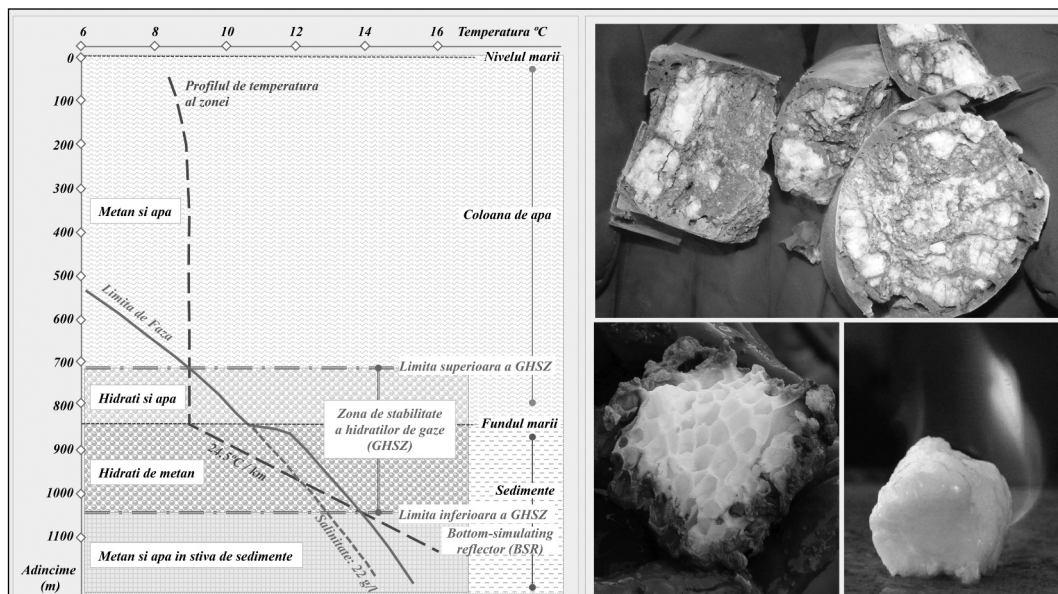 6 8 10 12 14 16 Temperatura ºC
0
100
200
300
400
500
600
700
800
900
1000
1100
Adincime
(m)
Nivelul marii
Profilul de temperatura
al zonei
Metan si apa
Coloana de apa
Limita de Faza
Limita superioara a GHSZ
Hidrati si apa
Zona de stabilitate
a hidratilor de gaze
(GHSZ)
Fundul marii
24,5ºC / km
Hidrati de metan
Sedimente
Limita inferioara a GHSZ
Salinitate: 22 g/l
Bottom-simulating
reflector (BSR)
Metan si apa in stiva de sedimente